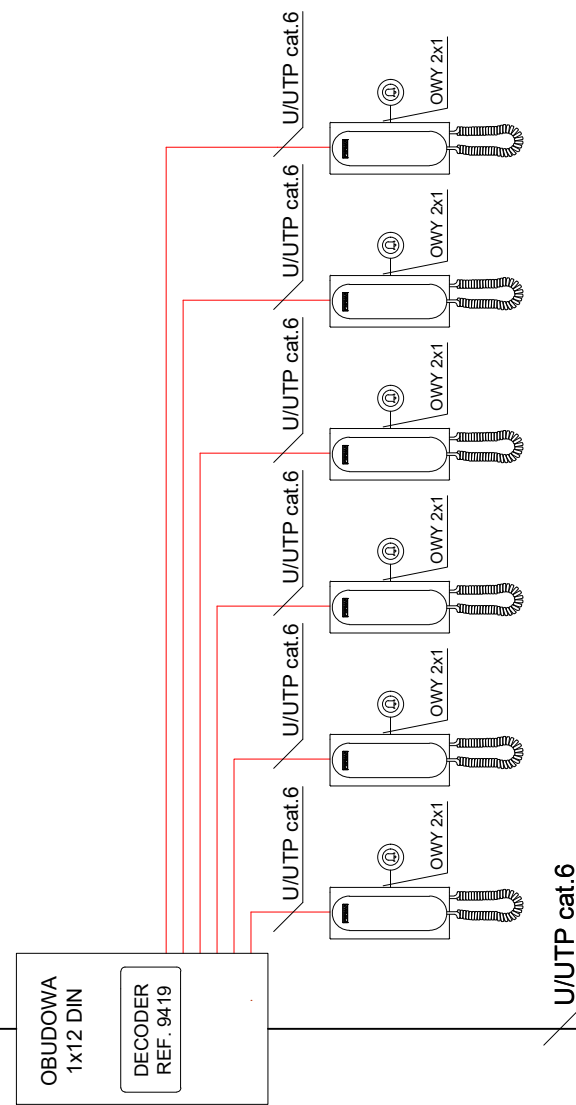 U/UTP cat.6
OWY 2x1
U/UTP cat.6
OWY 2x1
U/UTP cat.6
OWY 2x1
U/UTP cat.6
OWY 2x1
U/UTP cat.6
OWY 2x1
U/UTP cat.6
OWY 2x1
OBUDOWA
1x12 DIN
DECODER
REF. 9419
U/UTP cat.6